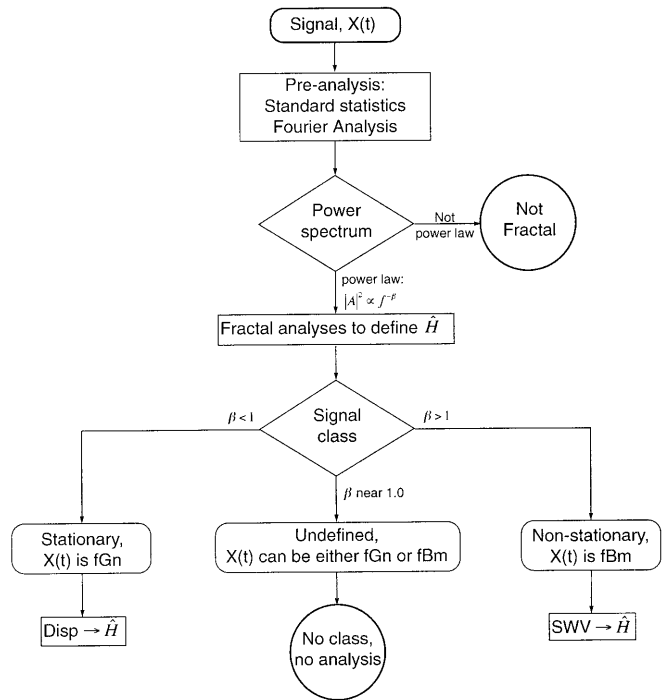 Signal, X(t)
Pre-analysis:
Standard statistics
Fourier Analysis
Power
spectrum
Not
power law
Not
Fractal
power law:
|A|² ∝ f⁻ᵝ
Fractal analyses to define Ĥ
β < 1
Signal
class
β > 1
β near 1.0
Stationary,
X(t) is fGn
Undefined,
X(t) can be either fGn or fBm
Non-stationary,
X(t) is fBm
Disp → Ĥ
No class,
no analysis
SWV → Ĥ